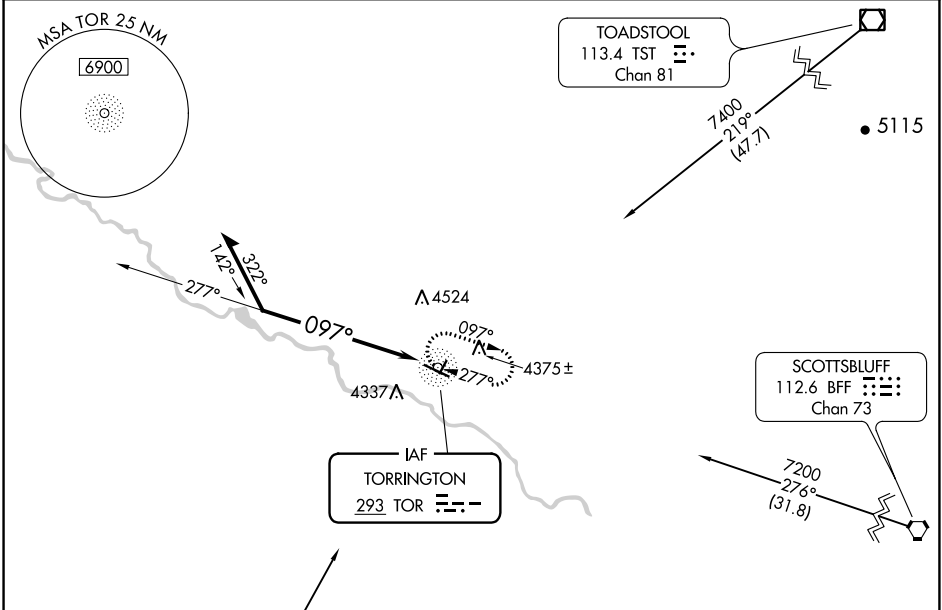 MSA TOR 25 NM
6900
TOADSTOOL
113.4 TST
Chan 81
7400
219°
(47.7)
5115
322°
142°
277°
097°
4524
097°
277°
4375±
4337
IAF
TORRINGTON
293 TOR
SCOTTSBLUFF
112.6 BFF
Chan 73
7200
276°
(31.8)